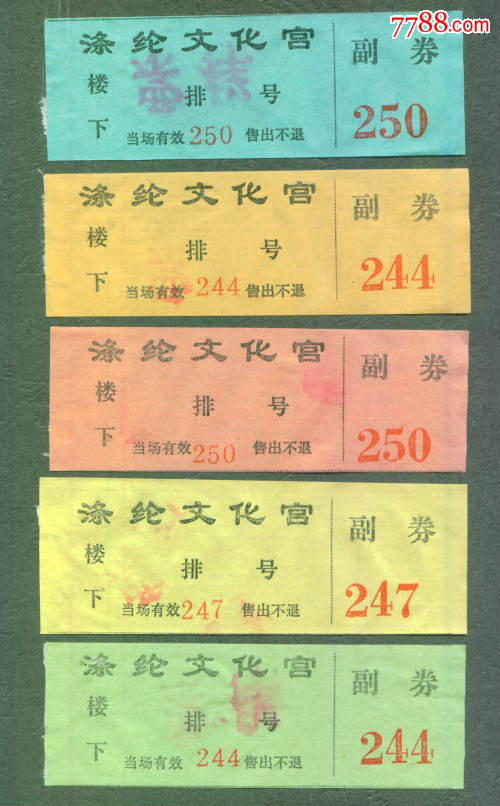 7788.com
涤纶文化宫 副券
楼下
排 号
当场有效250 售出不退 250
涤纶文化宫 副券
楼下
排 号
当场有效244 售出不退 244
涤纶文化宫 副券
楼下
排 号
当场有效250 售出不退 250
涤纶文化宫 副券
楼下
排 号
当场有效247 售出不退 247
涤纶文化宫 副券
楼下
排 号
当场有效244 售出不退 244